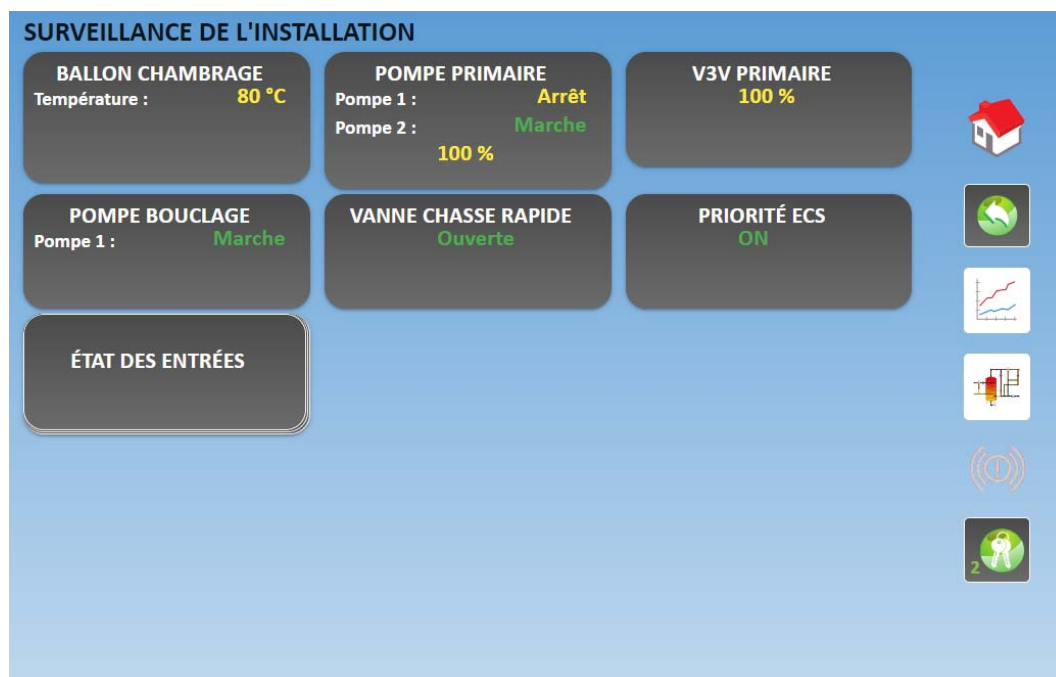 SURVEILLANCE DE L'INSTALLATION
BALLON CHAMBRAGE
Température : 80 °C
POMPE PRIMAIRE
Pompe 1 : Arrêt
Pompe 2 : Marche
100 %
V3V PRIMAIRE
100 %
POMPE BOUCLAGE
Pompe 1 : Marche
VANNE CHASSE RAPIDE
Ouverte
PRIORITÉ ECS
ON
ÉTAT DES ENTRÉES
2